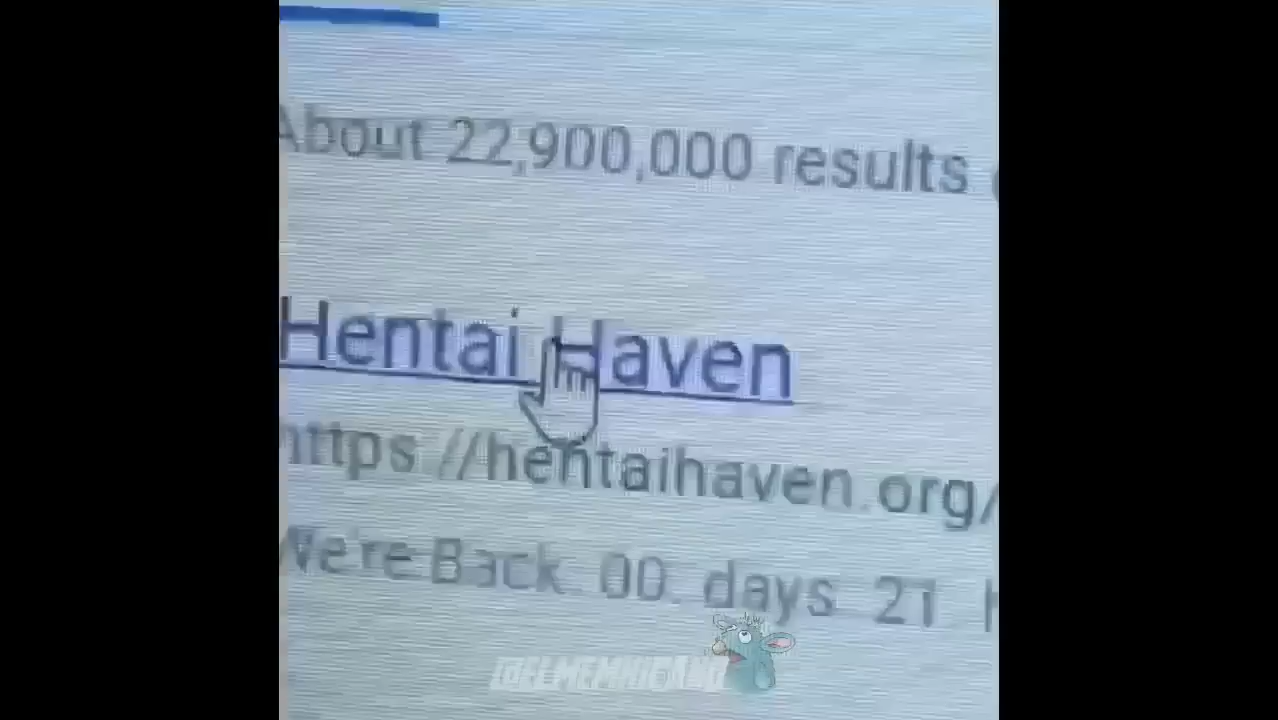 About 22,900,000 results
Hentai Haven
https //hentaihaven.org/
We're Back. 00. days 21